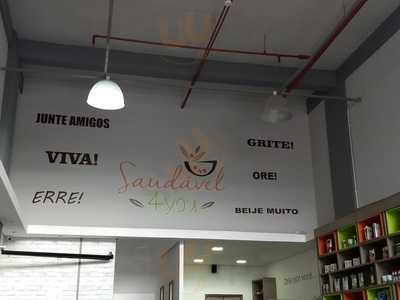 JUNTE AMIGOS
VIVA!
ERRE!
Saudável
4you
GRITE!
ORE!
BEIJE MUITO